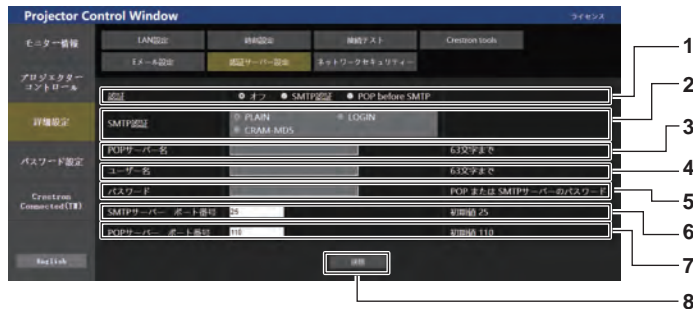 Projector Control Window
ライセンス
モニター情報
LAN設定
詳細設定
接続テスト
Crestron tools
Eメール設定
認証サーバー設定
ネットワークセキュリティー
プロジェクター
コントロール
詳細設定
パスワード設定
Crestron
Connected(TM)
English
認証
オフ
SMTP認証
POP before SMTP
SMTP認証
PLAIN
LOGIN
CRAM-MD5
POPサーバー名
63文字まで
ユーザー名
63文字まで
パスワード
POP または SMTPサーバーのパスワード
SMTPサーバー ポート番号
25
初期値 25
POPサーバー ポート番号
110
初期値 110
1
2
3
4
5
6
7
8